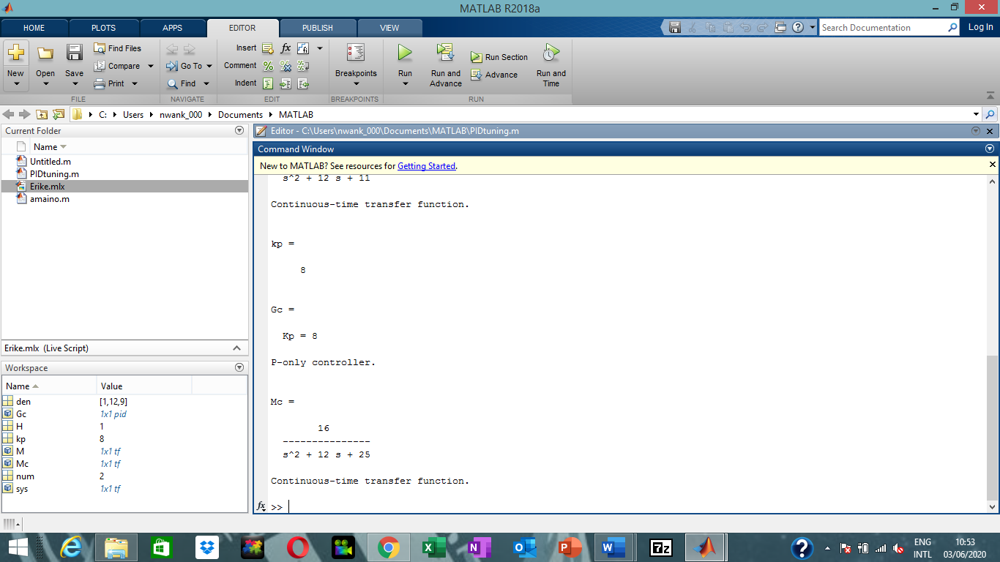 MATLAB R2018a
HOME PLOTS APPS EDITOR PUBLISH VIEW
Search Documentation
Log In
New
Open
Save
Find Files
Compare
Print
FILE
Go To
Find
NAVIGATE
Insert
Comment
Indent
fx
fi
EDIT
Breakpoints
BREAKPOINTS
Run
Run and
Advance
Run Section
Advance
Run and
Time
RUN
C: Users nwank_000 Documents MATLAB
Current Folder
Name
Untitled.m
PIDtuning.m
Erike.mlx
amaino.m
Erike.mlx (Live Script)
Workspace
Name Value
den [1,12,9]
Gc 1x1 pid
H 1
kp 8
M 1x1 tf
Mc 1x1 tf
num 2
sys 1x1 tf
Editor - C:\Users\nwank_000\Documents\MATLAB\PIDtuning.m
Command Window
New to MATLAB? See resources for Getting Started.
s^2 + 12 s + 11
Continuous-time transfer function.
kp =
8
Gc =
Kp = 8
P-only controller.
Mc =
16
---------------
s^2 + 12 s + 25
Continuous-time transfer function.
fx >>
ENG
INTL
10:53
03/06/2020